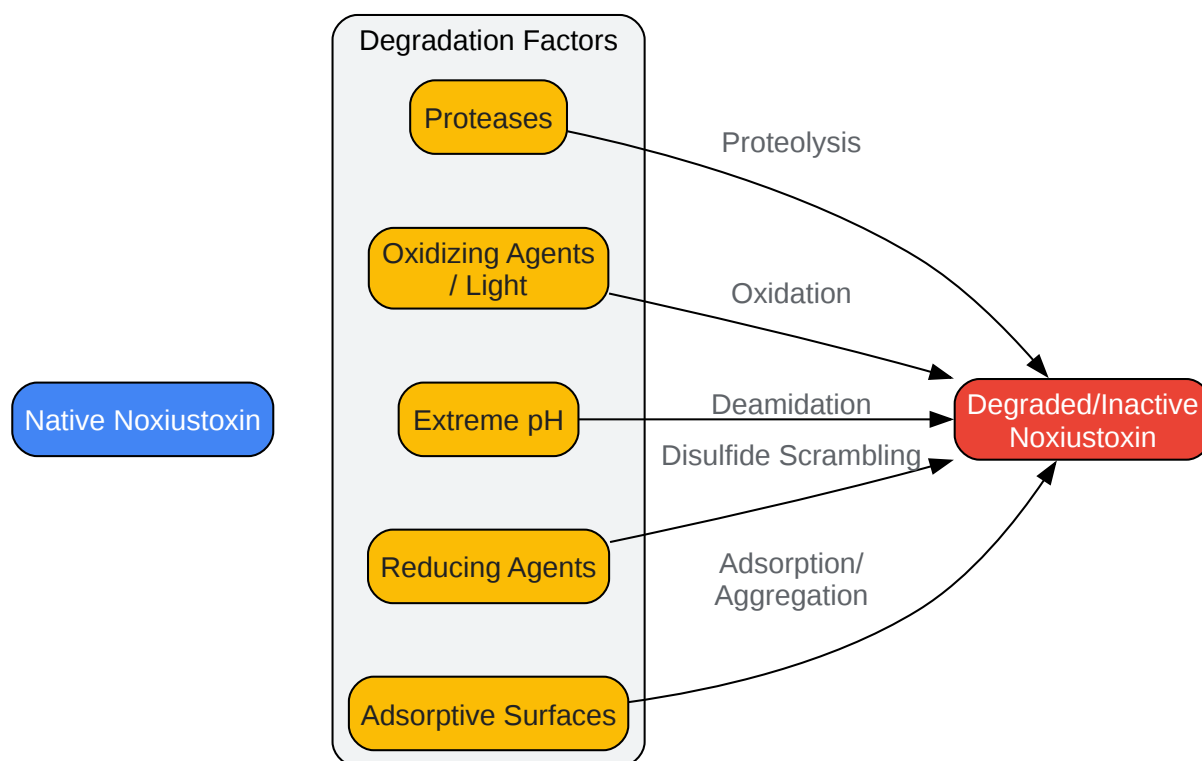 Degradation Factors
Proteases
Proteolysis
Oxidizing Agents
/ Light
Oxidation
Native Noxiustoxin
Extreme pH
Deamidation
Degraded/Inactive
Noxiustoxin
Disulfide Scrambling
Reducing Agents
Adsorption/
Aggregation
Adsorptive Surfaces